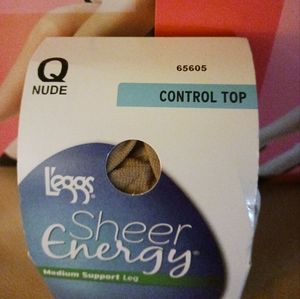 Q
NUDE
65605
CONTROL TOP
L'eggs®
Sheer
Energy®
Medium Support Leg